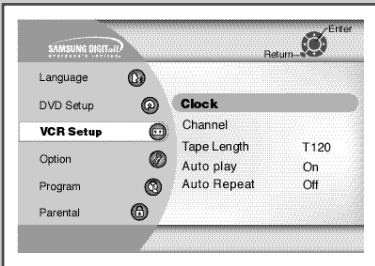 Enter
SAMSUNG DIGITall
Return
Language
DVD Setup
VCR Setup
Option
Program
Parental
Clock
Channel
Tape Length T120
Auto play On
Auto Repeat Off